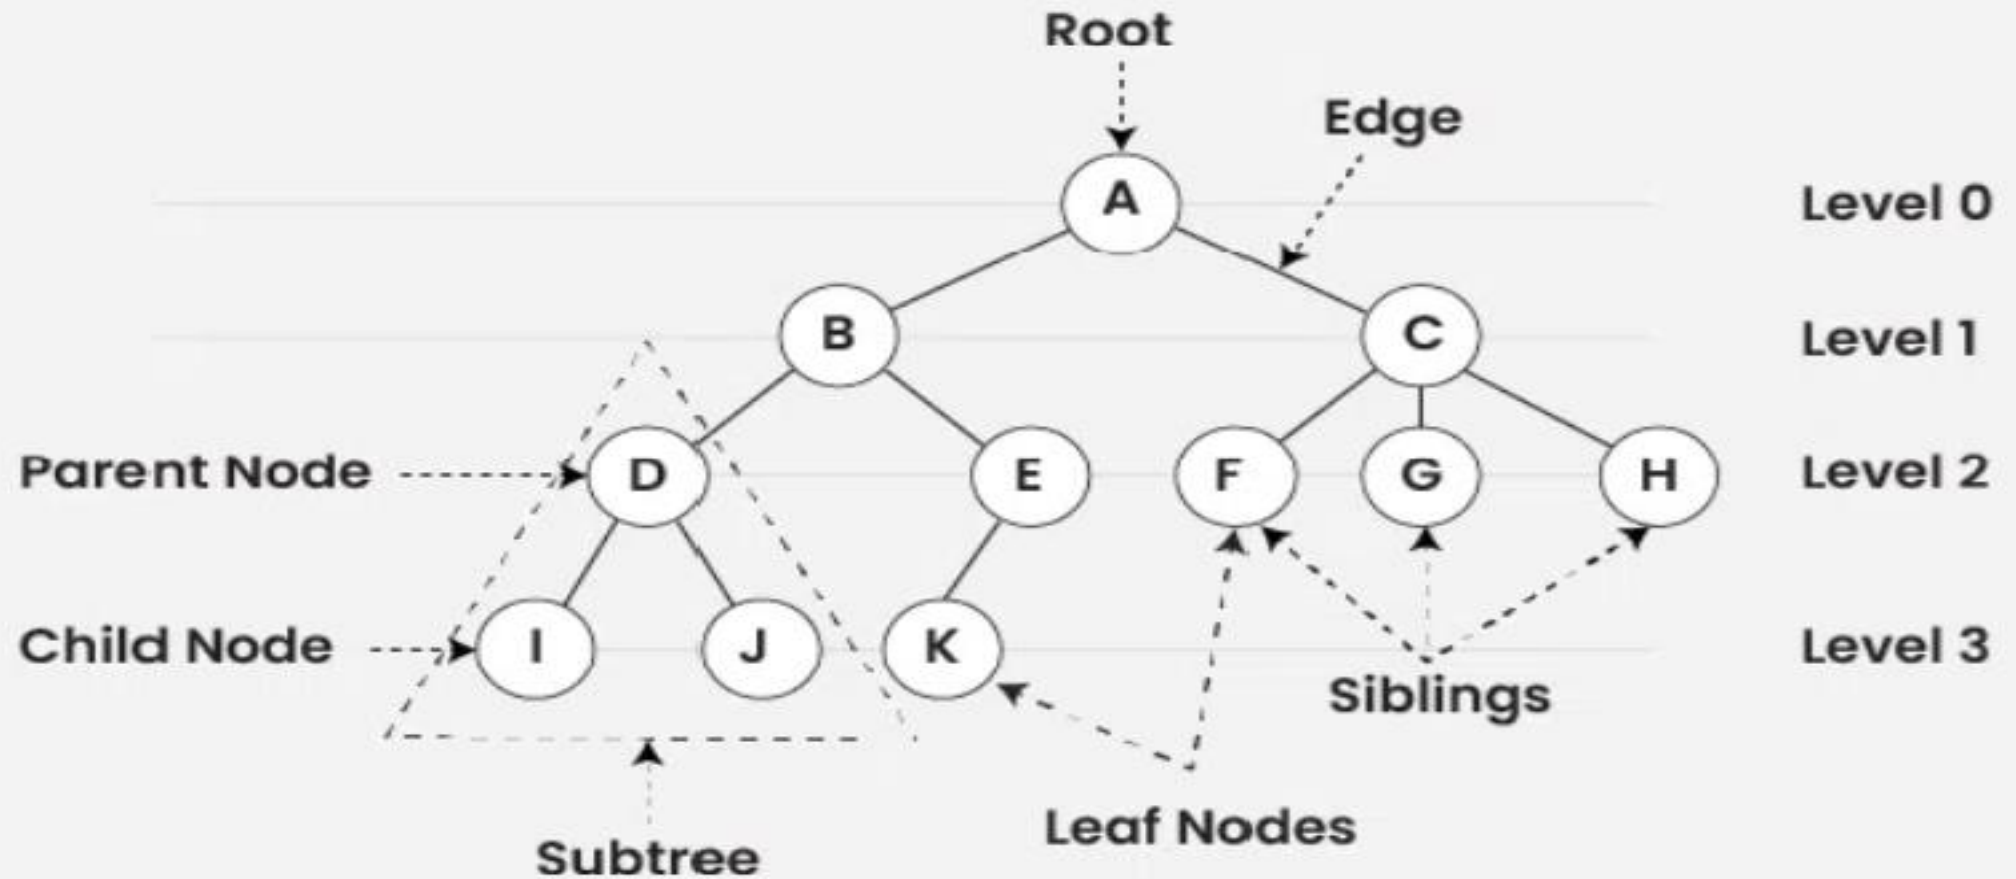 Root
Edge
A
Level 0
B
C
Level 1
Parent Node
D
E
F
G
H
Level 2
Child Node
I
J
K
Level 3
Siblings
Leaf Nodes
Subtree